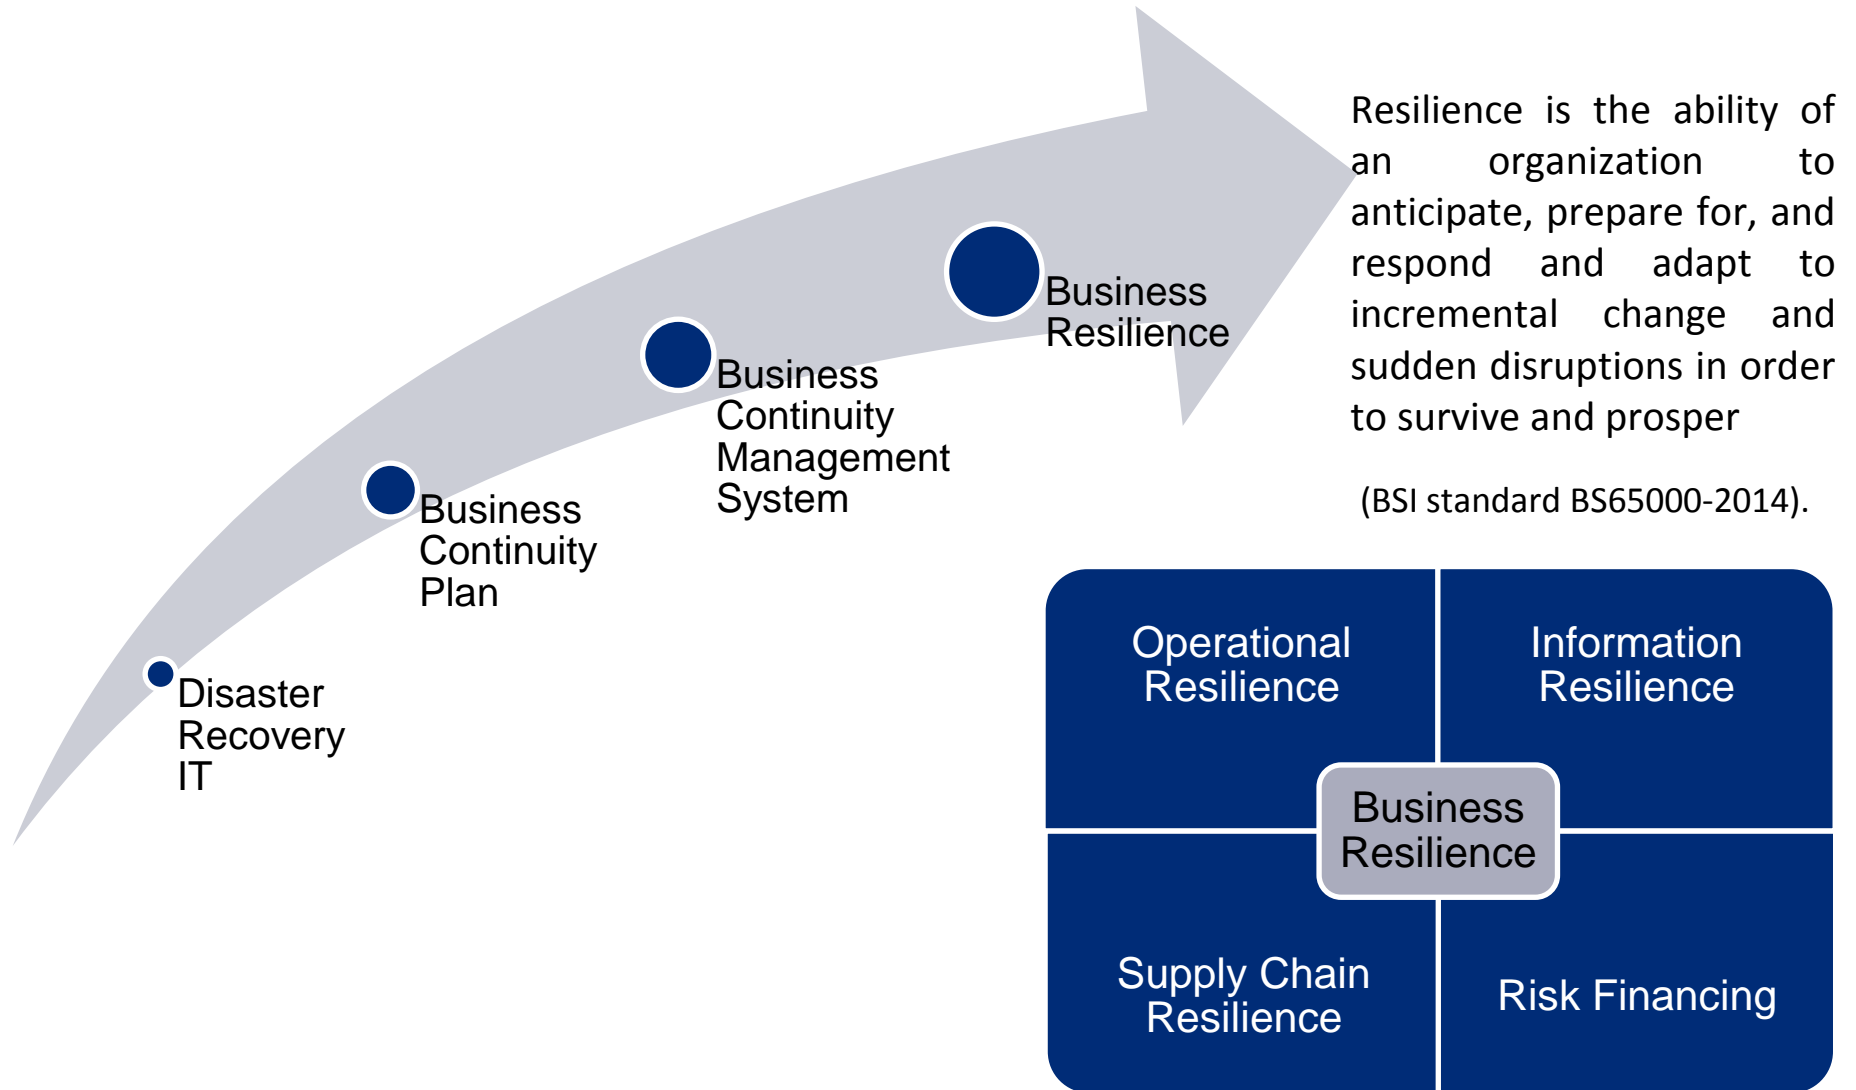 Resilience is the ability of
an organization to
anticipate, prepare for, and
respond and adapt to
incremental change and
sudden disruptions in order
to survive and prosper
(BSI standard BS65000-2014).
Business
Resilience
Business
Continuity
Management
System
Business
Continuity
Plan
Disaster
Recovery
IT
Operational
Resilience
Information
Resilience
Business
Resilience
Supply Chain
Resilience
Risk Financing